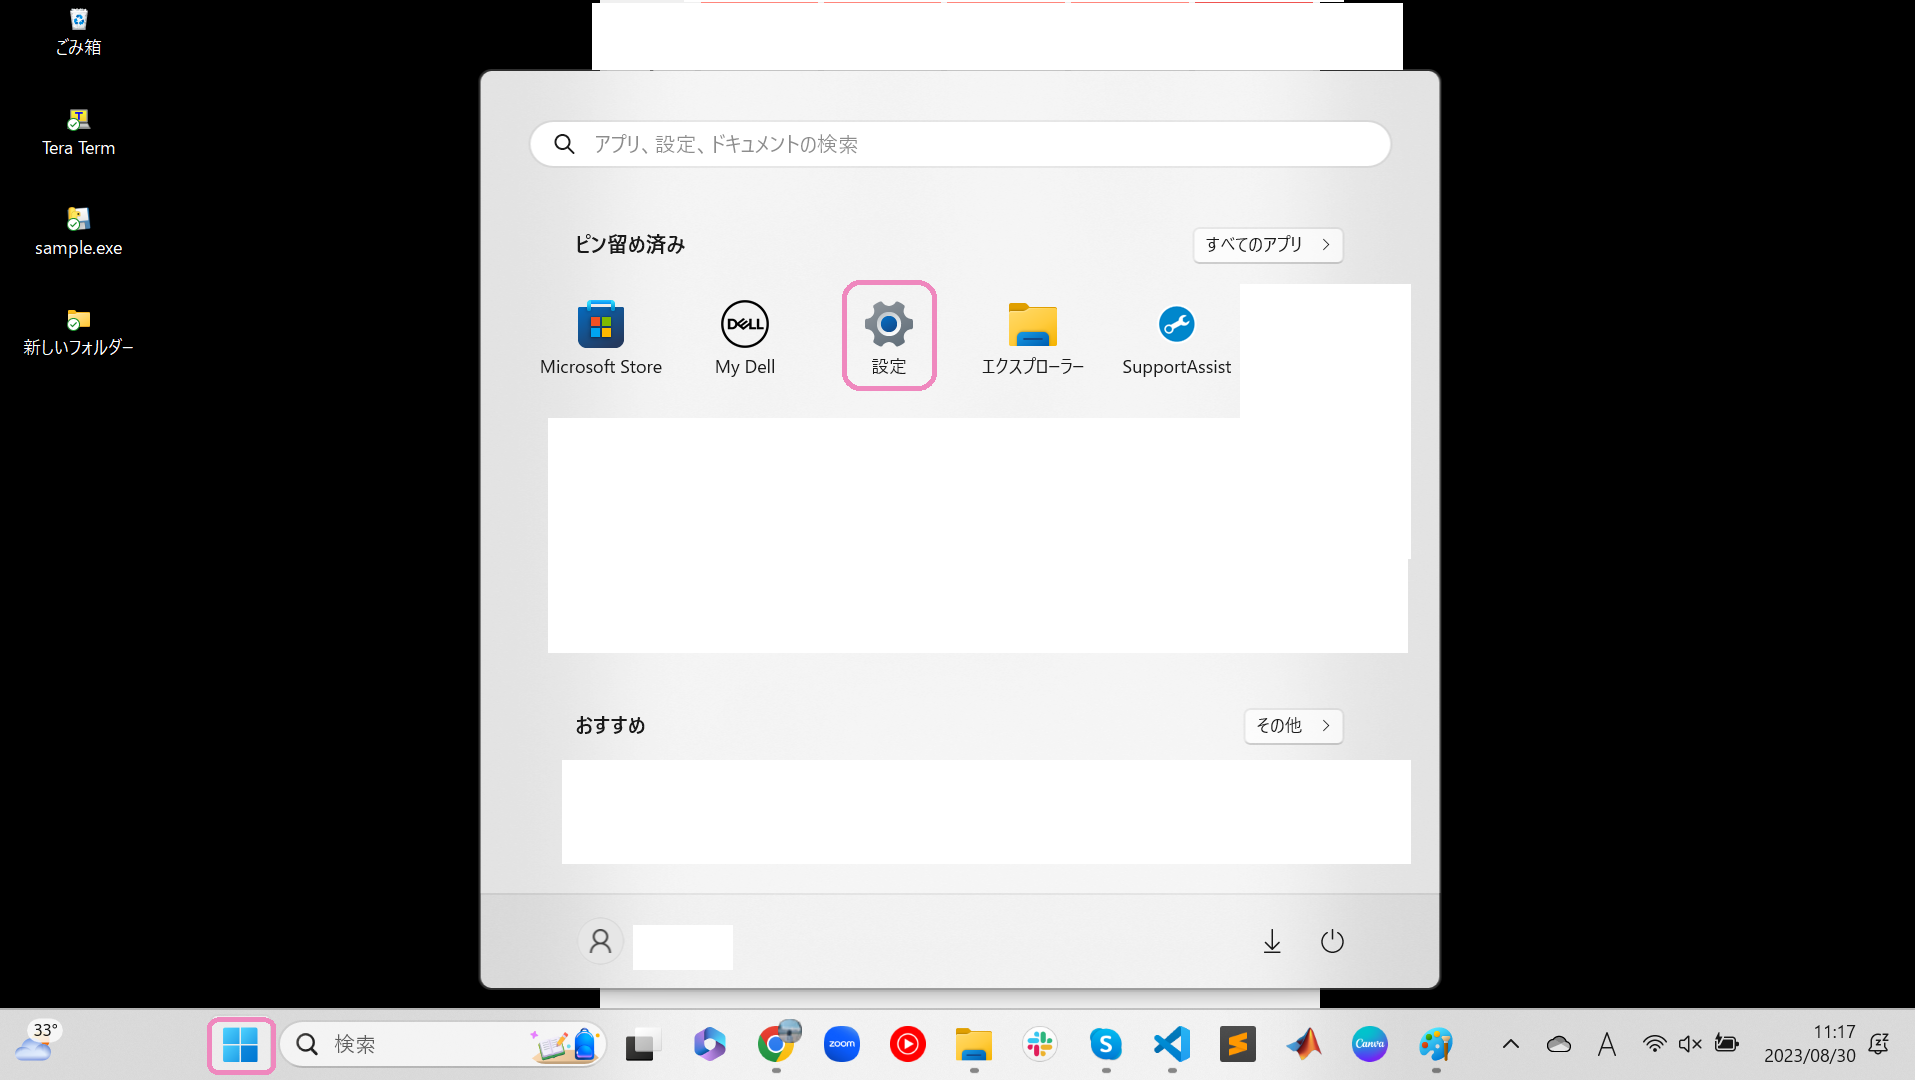 ごみ箱
Tera Term
sample.exe
新しいフォルダー
アプリ、設定、ドキュメントの検索
ピン留め済み
すべてのアプリ
Microsoft Store
DELL
My Dell
設定
エクスプローラー
SupportAssist
おすすめ
その他
33°
検索
zoom
S
Canva
A
11:17
2023/08/30